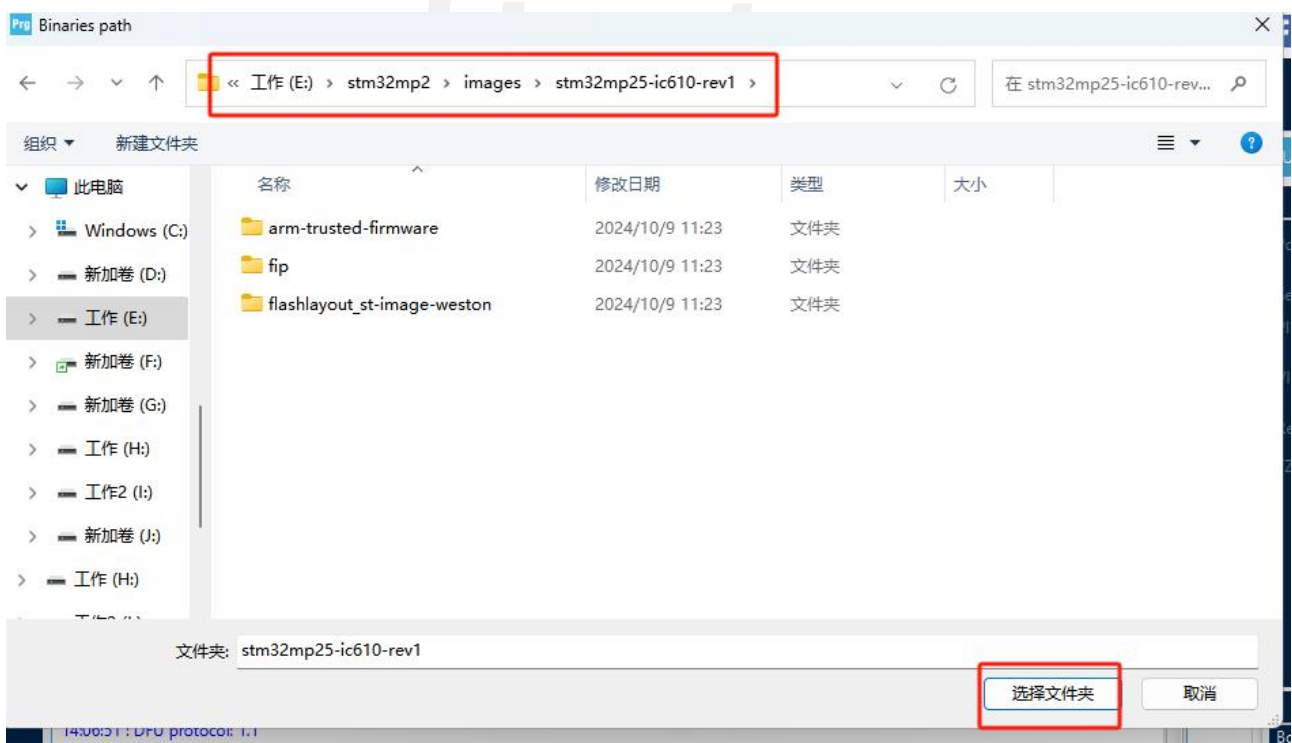 Prg Binaries path
« 工作 (E:) › stm32mp2 › images › stm32mp25-ic610-rev1 ›
在 stm32mp25-ic610-rev...
组织 新建文件夹
此电脑 名称 修改日期 类型 大小
Windows (C:) arm-trusted-firmware 2024/10/9 11:23 文件夹
新加卷 (D:) fip 2024/10/9 11:23 文件夹
工作 (E:) flashlayout_st-image-weston 2024/10/9 11:23 文件夹
新加卷 (F:)
新加卷 (G:)
工作 (H:)
工作2 (I:)
新加卷 (J:)
工作 (H:)
文件夹: stm32mp25-ic610-rev1
选择文件夹 取消
14:06:51 : DFU protocol: 1.1